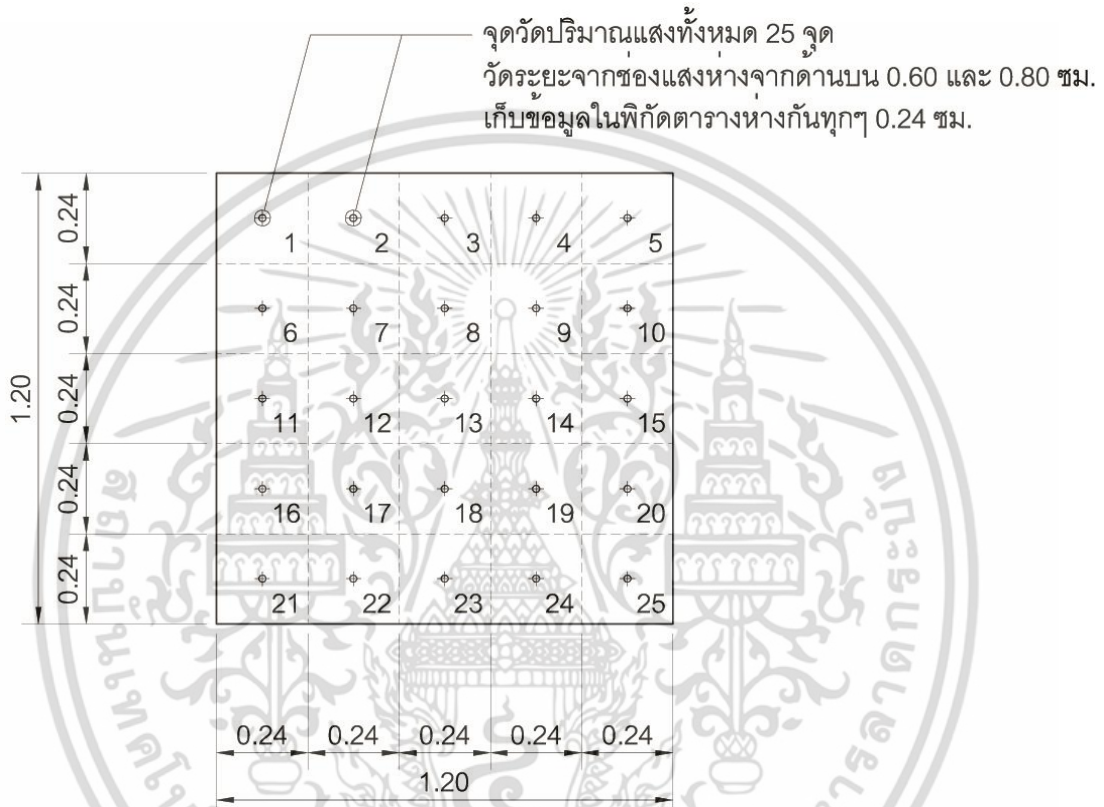 จุดวัดปริมาณแสงทั้งหมด 25 จุด
วัดระยะจากช่องแสงห่างจากด้านบน 0.60 และ 0.80 ซม.
เก็บข้อมูลในพิกัดตารางห่างกันทุกๆ 0.24 ซม.
1.20
0.24
0.24
0.24
0.24
0.24
1 2 3 4 5
6 7 8 9 10
11 12 13 14 15
16 17 18 19 20
21 22 23 24 25
0.24 0.24 0.24 0.24 0.24
1.20